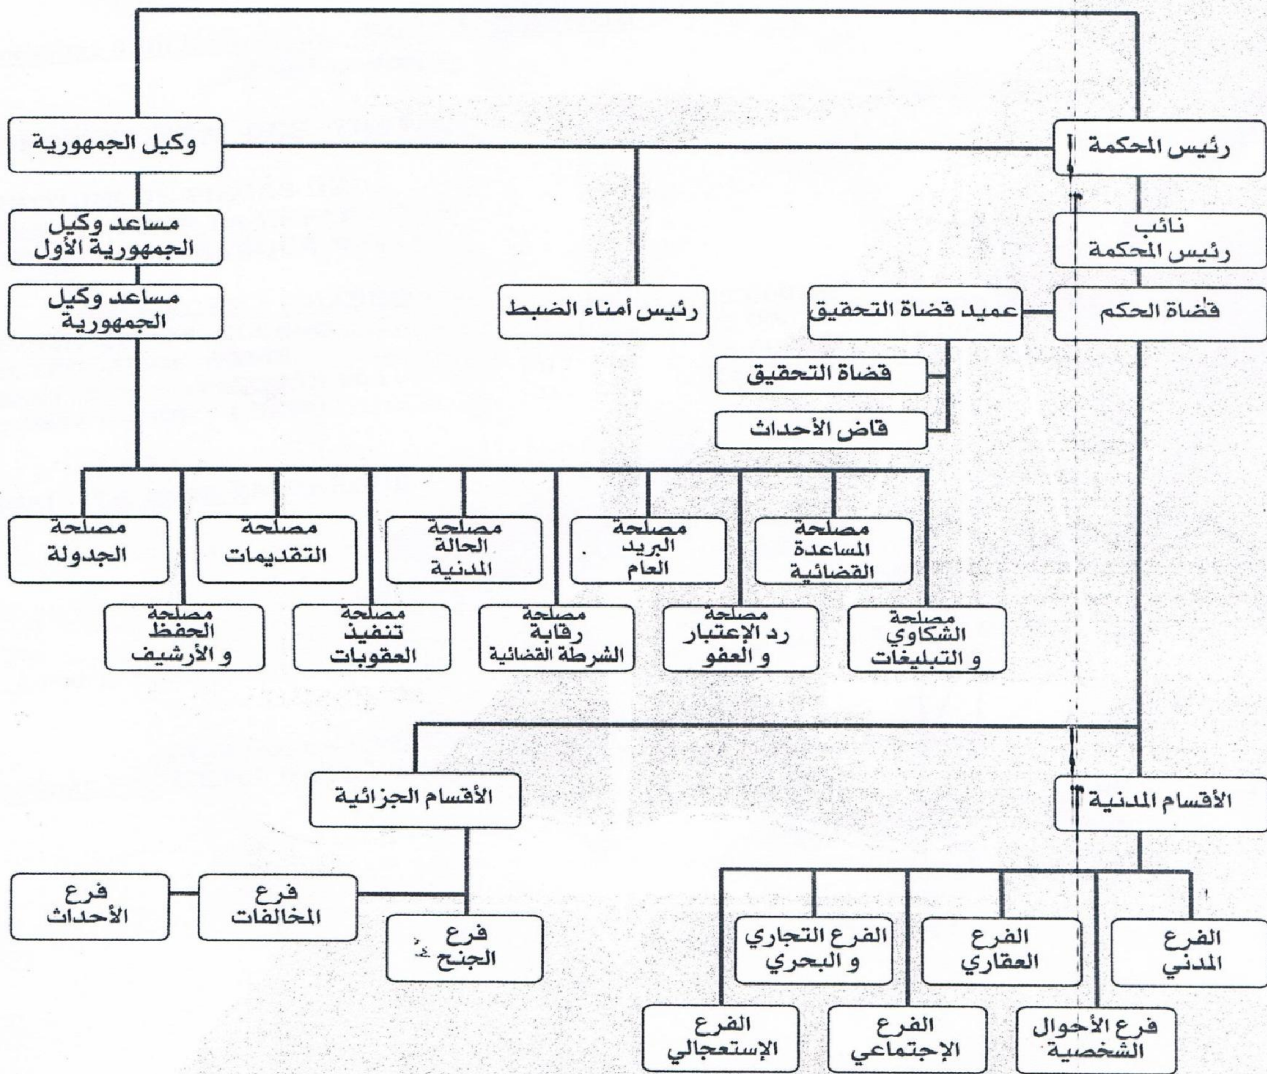 رئيس المحكمة
وكيل الجمهورية
نائب
رئيس المحكمة
مساعد وكيل
الجمهورية الأول
قضاة الحكم
عميد قضاة التحقيق
رئيس أمناء الضبط
مساعد وكيل
الجمهورية
قضاة التحقيق
قاض الأحداث
مصلحة
المساعدة
القضائية
مصلحة
البريد
العام
مصلحة
الحالة
المدنية
مصلحة
التقديمات
مصلحة
الجدولة
مصلحة
الشكاوي
و التبليغات
مصلحة
رد الإعتبار
و العفو
مصلحة
رقابة
الشرطة القضائية
مصلحة
تنفيذ
العقوبات
مصلحة
الحفظ
و الأرشيف
الأقسام المدنية
الأقسام الجزائية
الفرع
المدني
الفرع
العقاري
الفرع التجاري
و البحري
فرع الأحوال
الشخصية
الفرع
الإجتماعي
الفرع
الإستعجالي
فرع
الجنح
فرع
المخالفات
فرع
الأحداث